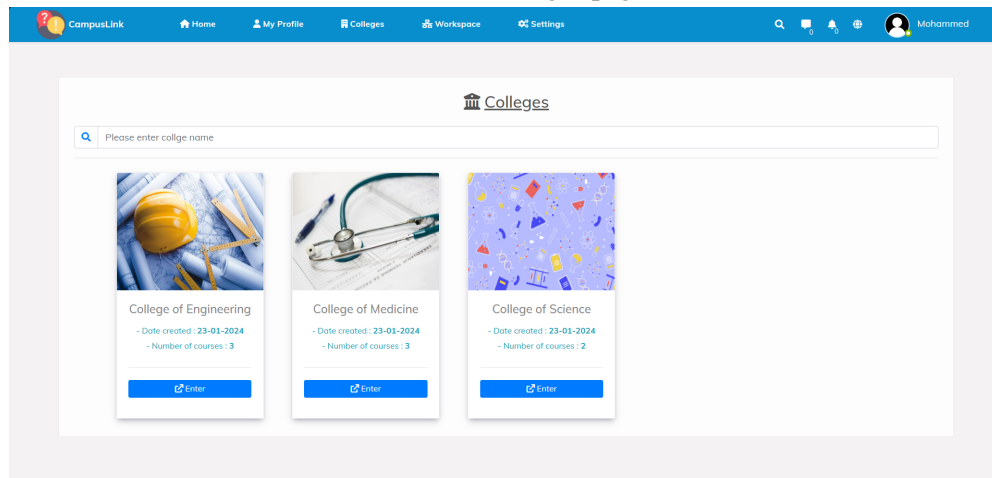 CampusLink Home My Profile Colleges Workspace Settings 0 0 Mohammed
Colleges
Please enter collge name
College of Engineering College of Medicine College of Science
- Date created : 23-01-2024 - Date created : 23-01-2024 - Date created : 23-01-2024
- Number of courses : 3 - Number of courses : 3 - Number of courses : 2
Enter Enter Enter